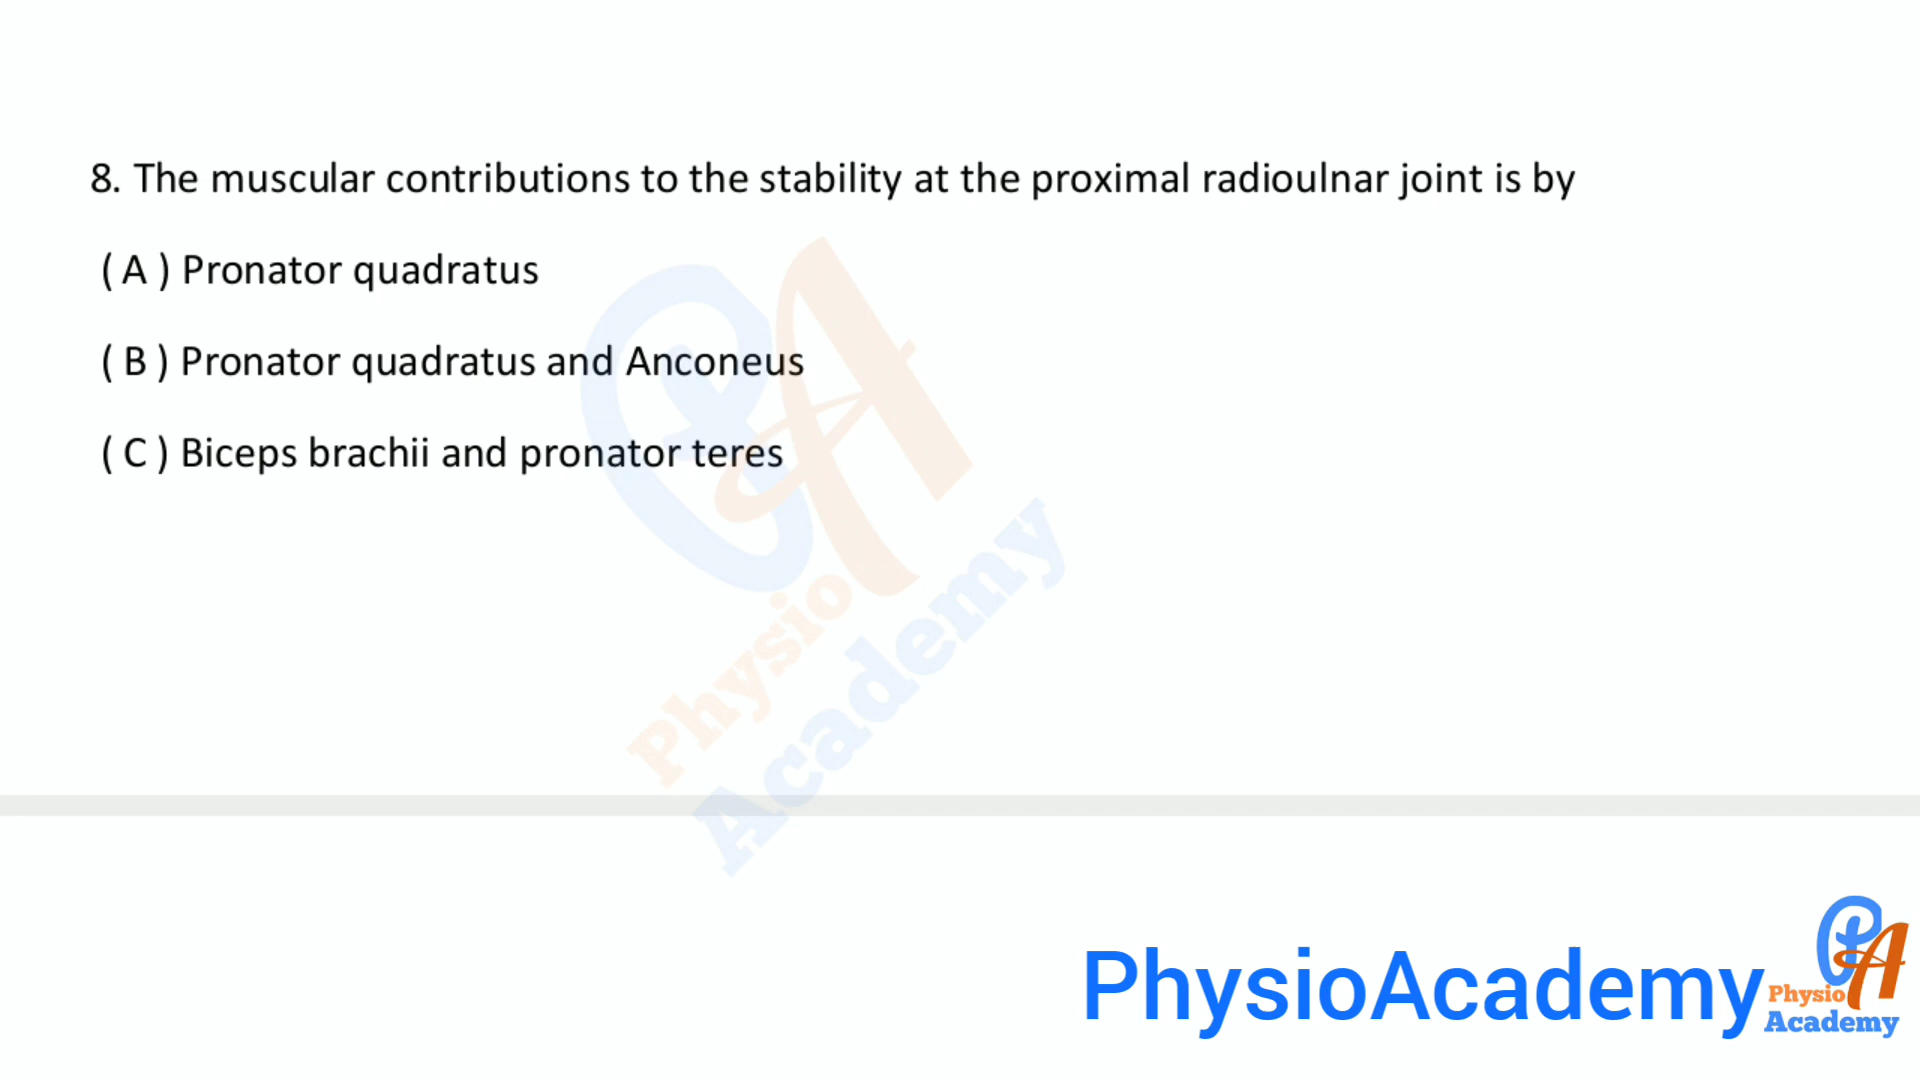 8. The muscular contributions to the stability at the proximal radioulnar joint is by
( A ) Pronator quadratus
( B ) Pronator quadratus and Anconeus
( C ) Biceps brachii and pronator teres
Physio
Academy
PhysioAcademy
Physio
Academy